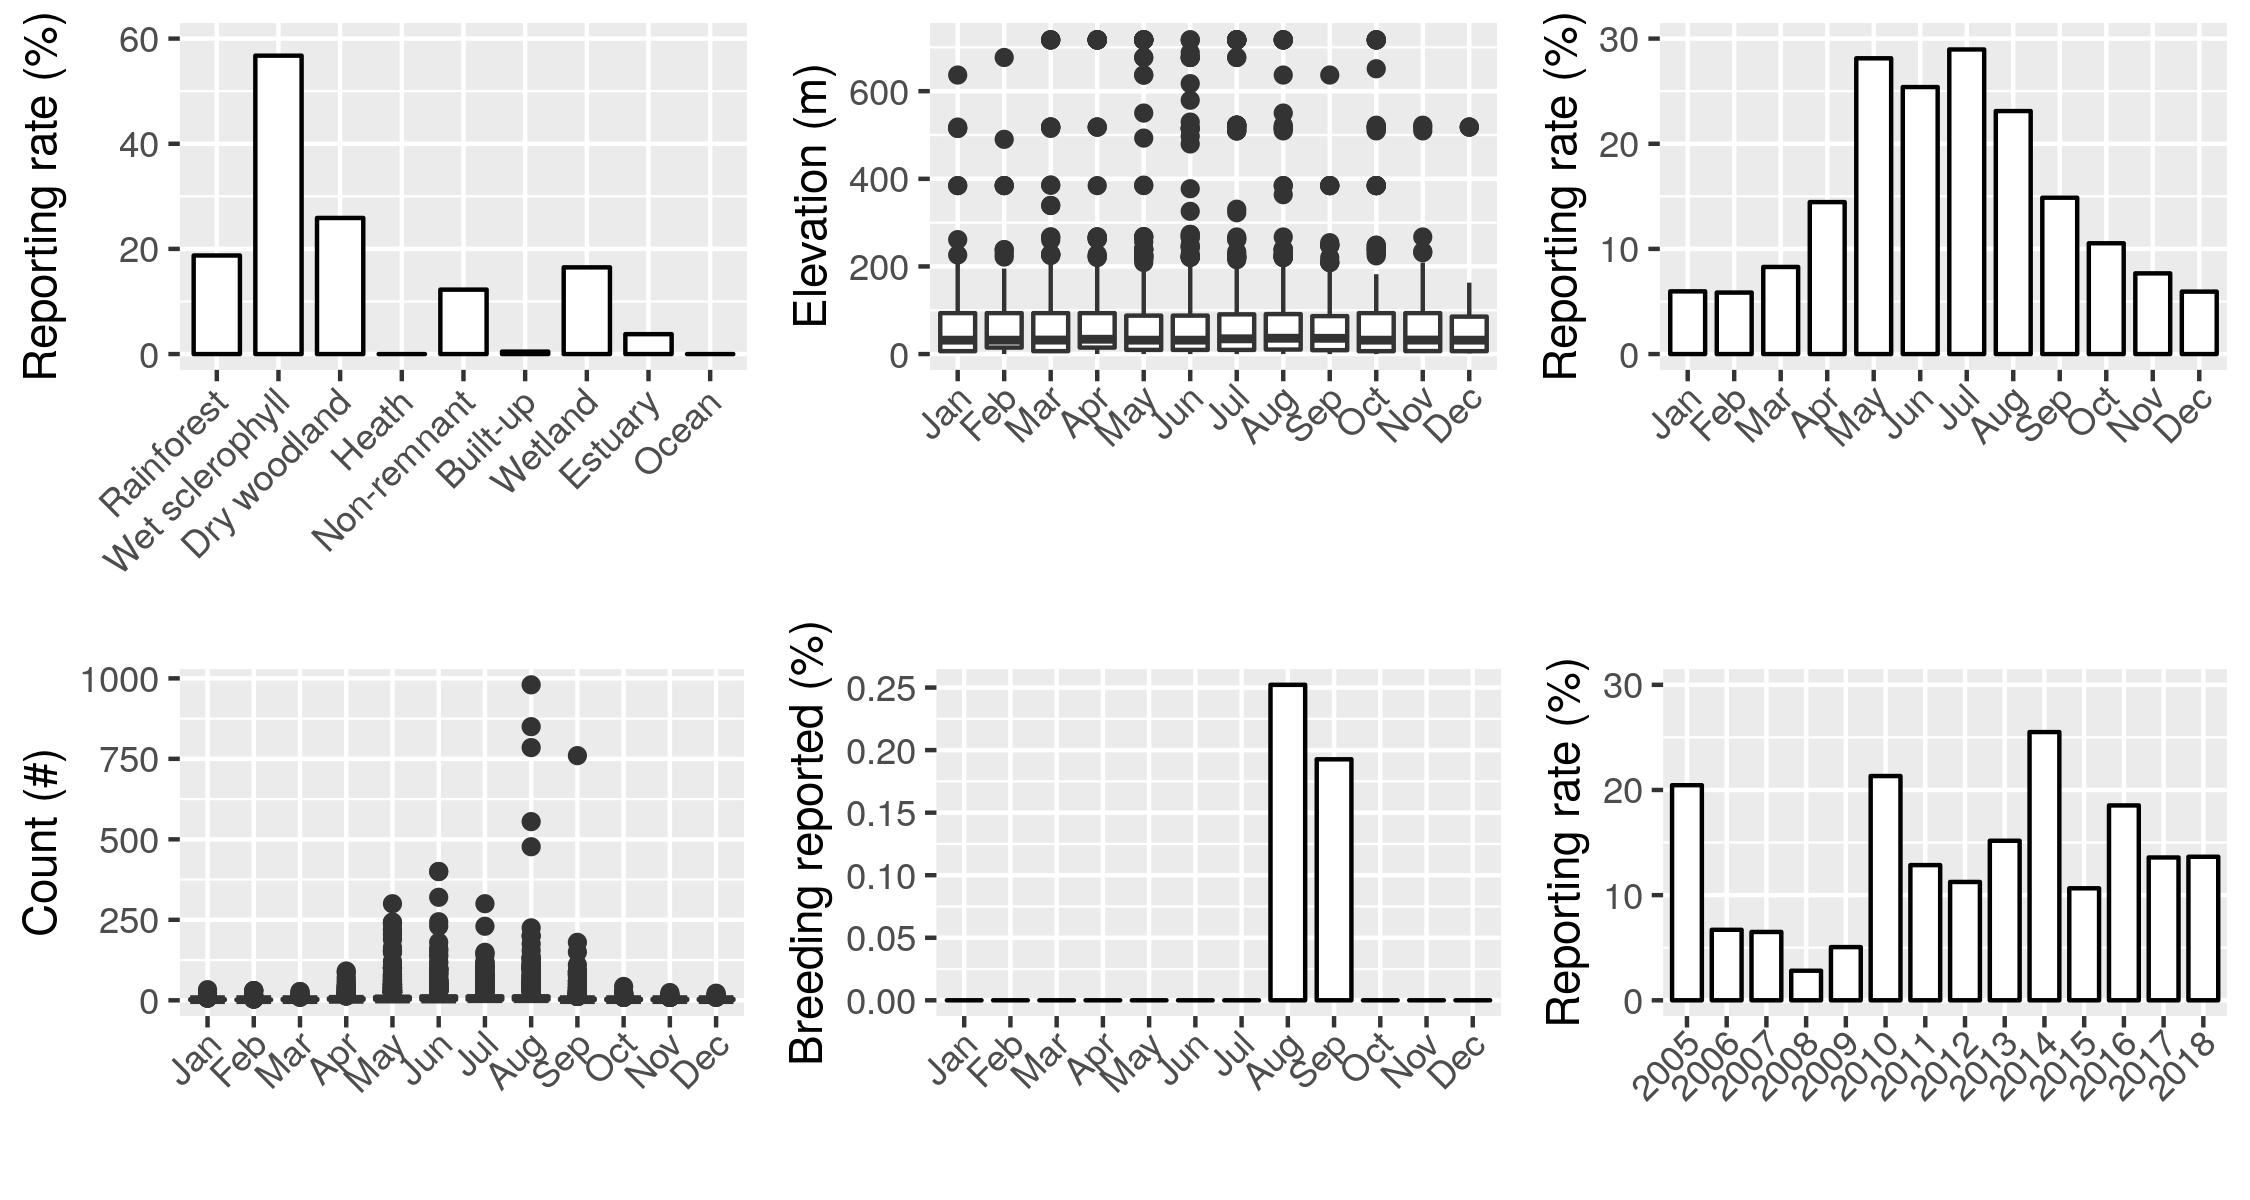 Reporting rate (%)
60
40
20
0
Rainforest
Wet sclerophyll
Dry woodland
Heath
Non-remnant
Built-up
Wetland
Estuary
Ocean
Elevation (m)
600
400
200
0
Jan
Feb
Mar
Apr
May
Jun
Jul
Aug
Sep
Oct
Nov
Dec
Reporting rate (%)
30
20
10
0
Jan
Feb
Mar
Apr
May
Jun
Jul
Aug
Sep
Oct
Nov
Dec
Count (#)
1000
750
500
250
0
Jan
Feb
Mar
Apr
May
Jun
Jul
Aug
Sep
Oct
Nov
Dec
Breeding reported (%)
0.25
0.20
0.15
0.10
0.05
0.00
Jan
Feb
Mar
Apr
May
Jun
Jul
Aug
Sep
Oct
Nov
Dec
Reporting rate (%)
30
20
10
0
2005
2006
2007
2008
2009
2010
2011
2012
2013
2014
2015
2016
2017
2018